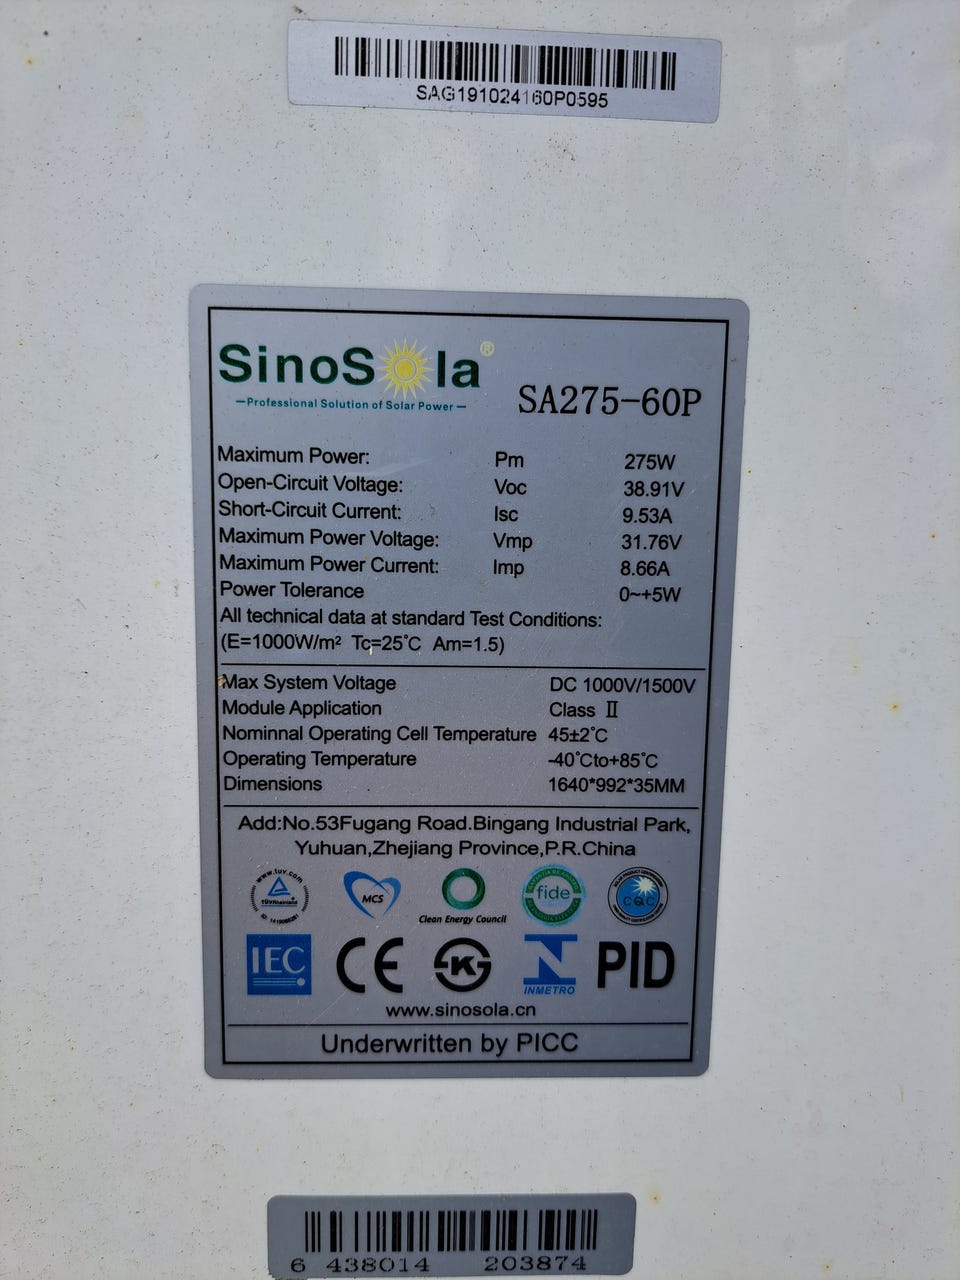 SAG191024160P0595
SinoSola®
Professional Solution of Solar Power
SA275-60P
Maximum Power: Pm 275W
Open-Circuit Voltage: Voc 38.91V
Short-Circuit Current: Isc 9.53A
Maximum Power Voltage: Vmp 31.76V
Maximum Power Current: Imp 8.66A
Power Tolerance 0~+5W
All technical data at standard Test Conditions:
(E=1000W/m² Tc=25°C Am=1.5)
Max System Voltage DC 1000V/1500V
Module Application Class Ⅱ
Nominnal Operating Cell Temperature 45±2°C
Operating Temperature -40°Cto+85°C
Dimensions 1640*992*35MM
Add:No.53Fugang Road.Bingang Industrial Park,
Yuhuan,Zhejiang Province,P.R.China
www.tuv.com
TÜVRheinland
MCS
Clean Energy Council
fide
CQC
IEC
CE
K
N
INMETRO
PID
www.sinosola.cn
Underwritten by PICC
6 438014 203874